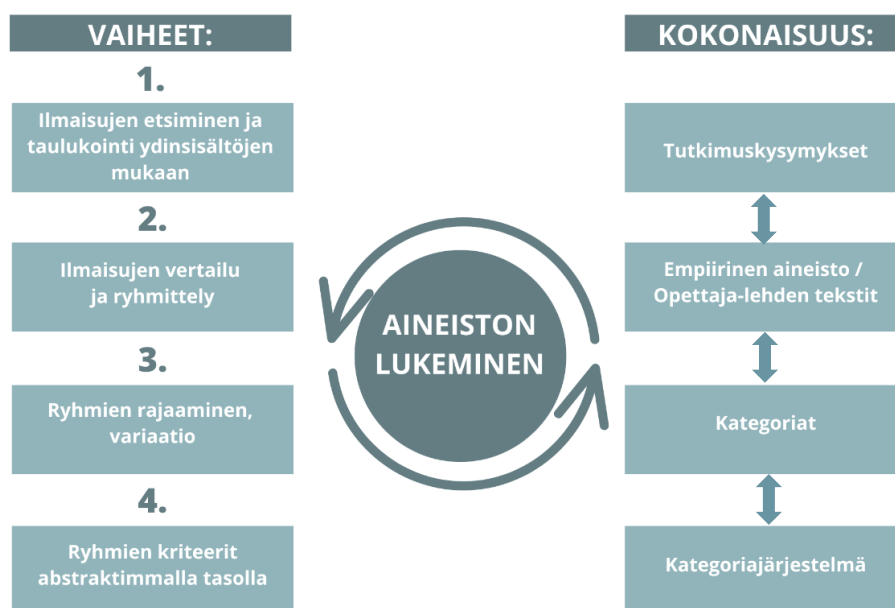 VAIHEET:
1.
Ilmaisujen etsiminen ja
taulukointi ydinsisältöjen
mukaan
2.
Ilmaisujen vertailu
ja ryhmittely
3.
Ryhmien rajaaminen,
variaatio
4.
Ryhmien kriteerit
abstraktimmalla tasolla
AINEISTON
LUKEMINEN
KOKONAISUUS:
Tutkimuskysymykset
Empiirinen aineisto /
Opettaja-lehden tekstit
Kategoriat
Kategoriajärjestelmä